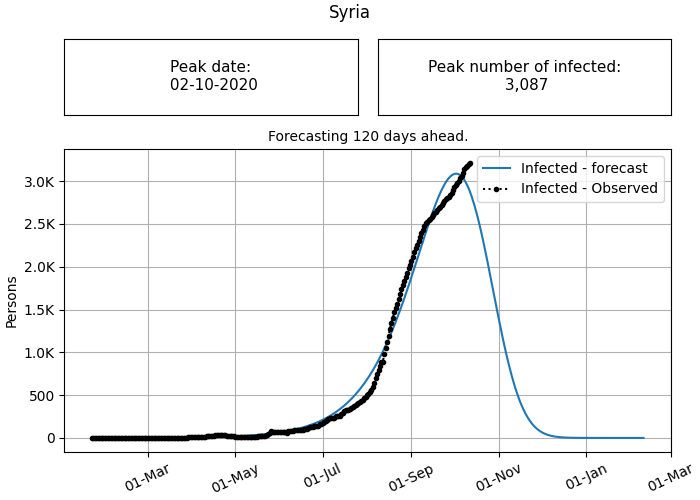 Syria
Peak date:
02-10-2020
Peak number of infected:
3,087
Forecasting 120 days ahead.
Infected - forecast
Infected - Observed
Persons
3.0K
2.5K
2.0K
1.5K
1.0K
500
0
01-Mar
01-May
01-Jul
01-Sep
01-Nov
01-Jan
01-Mar